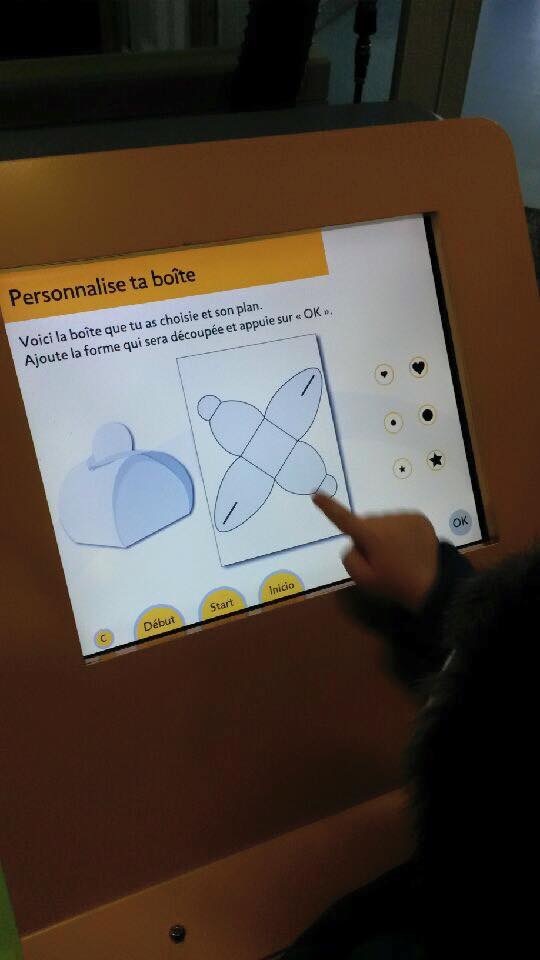 Personnalise ta boîte
Voici la boîte que tu as choisie et son plan.
Ajoute la forme qui sera découpée et appuie sur « OK ».
OK
C
Début
Start
Inicio